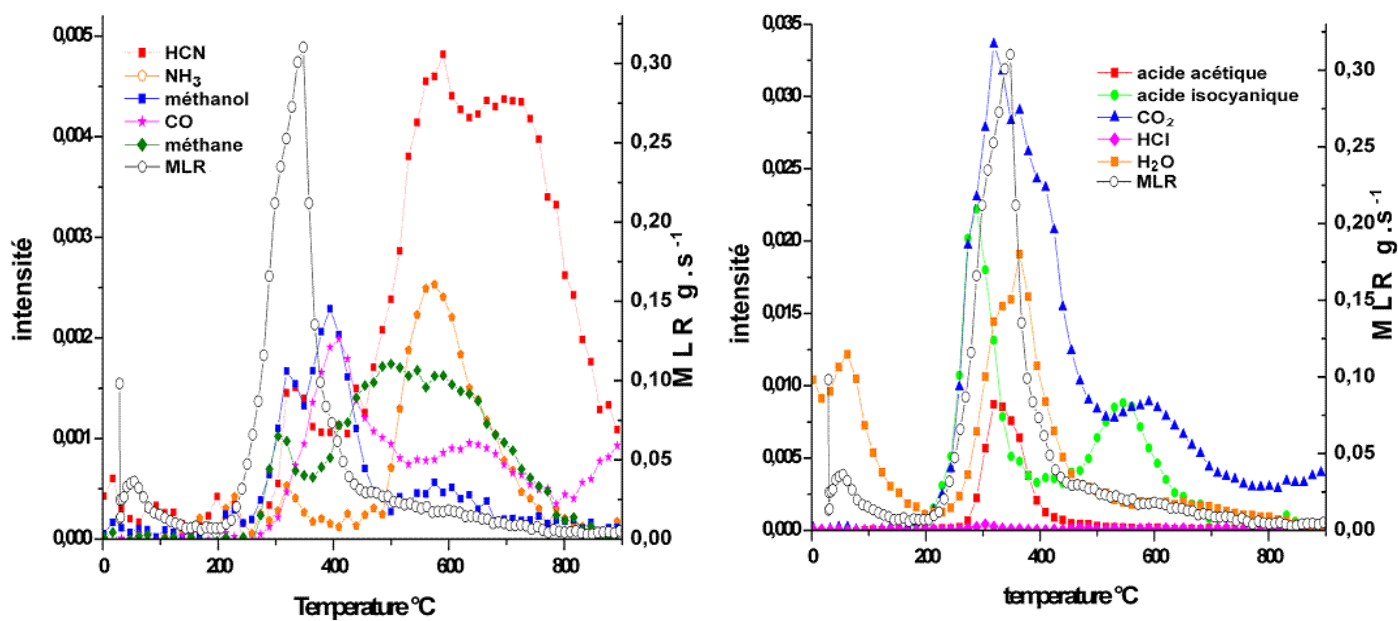 0,005
0,004
0,003
0,002
0,001
0,000
intensité
HCN
NH₃
méthanol
CO
méthane
MLR
0,30
0,25
0,20
0,15
0,10
0,05
0,00
MLR g.s⁻¹
0 200 400 600 800
Temperature °C
0,035
0,030
0,025
0,020
0,015
0,010
0,005
0,000
intensité
acide acétique
acide isocyanique
CO₂
HCl
H₂O
MLR
0,30
0,25
0,20
0,15
0,10
0,05
0,00
MLR g.s⁻¹
0 200 400 600 800
temperature °C